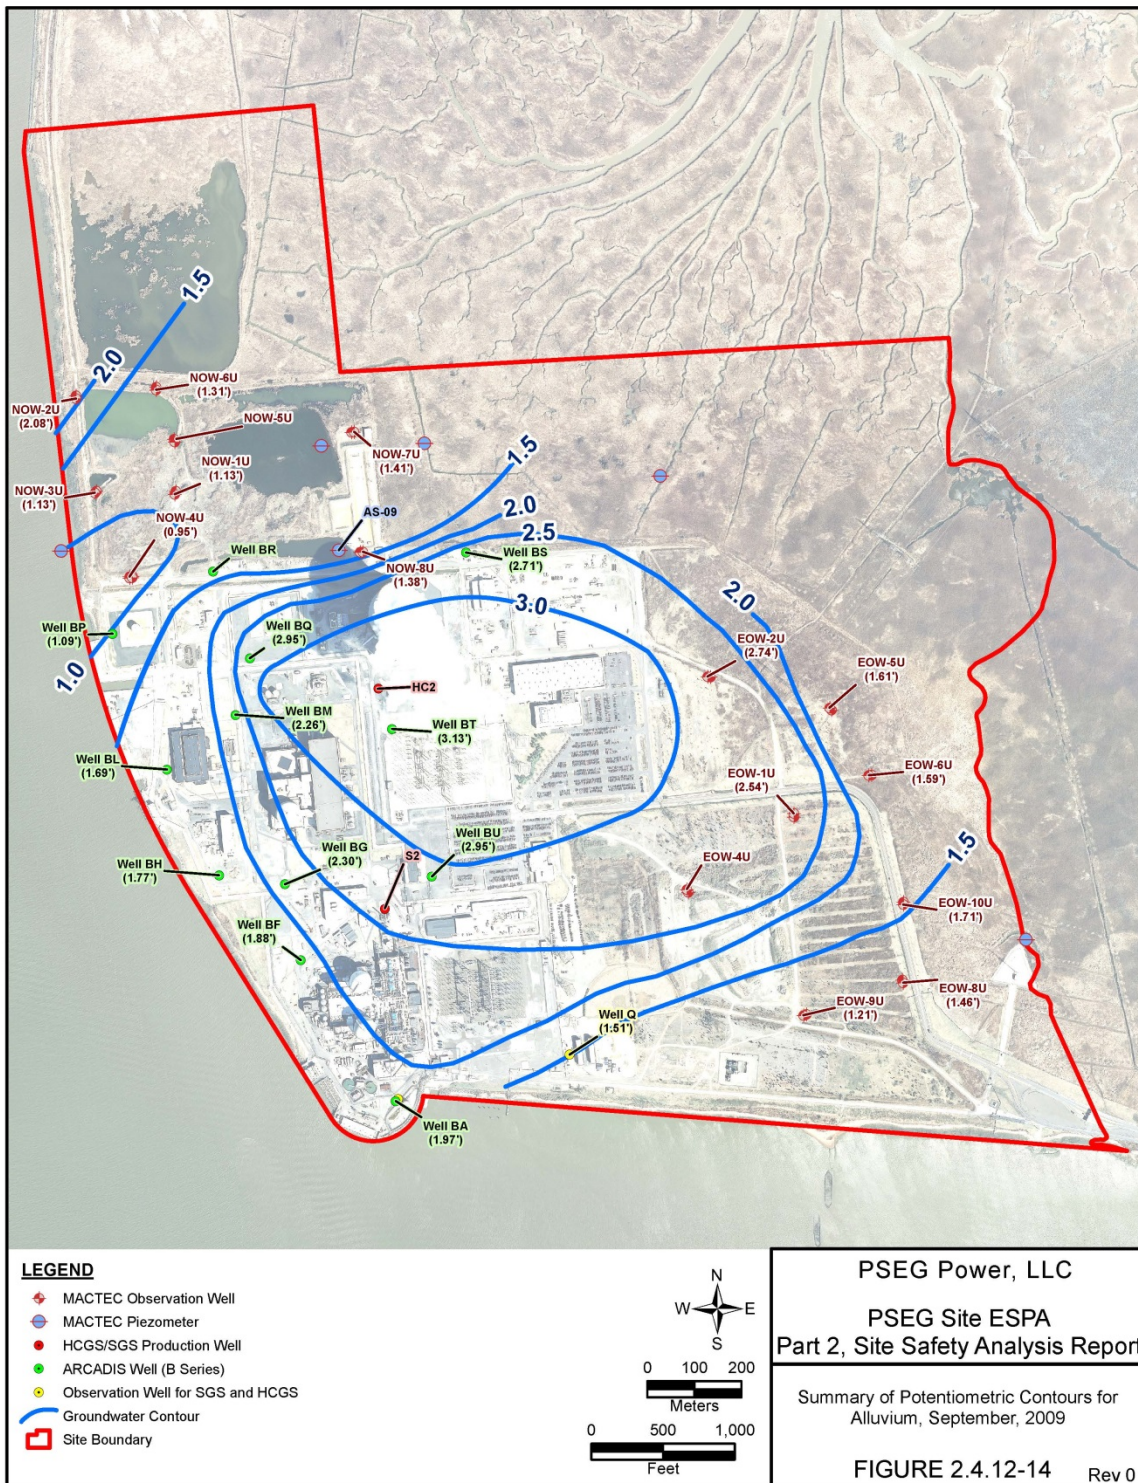 1.5
2.0
NOW-6U
(1.31')
NOW-2U
(2.08')
NOW-5U
NOW-7U
(1.41')
1.5
NOW-1U
(1.13')
NOW-3U
(1.13')
NOW-4U
(0.95')
AS-09
2.0
2.5
Well BR
NOW-8U
(1.38')
Well BS
(2.71')
2.0
3.0
Well BP
(1.09')
Well BQ
(2.95')
EOW-2U
(2.74')
EOW-5U
(1.61')
1.0
HC2
Well BM
(2.26')
Well BT
(3.13')
Well BL
(1.69')
EOW-1U
(2.54')
EOW-6U
(1.59')
Well BG
(2.30')
S2
Well BU
(2.95')
EOW-4U
1.5
Well BH
(1.77')
EOW-10U
(1.71')
Well BF
(1.88')
EOW-8U
(1.46')
EOW-9U
(1.21')
Well Q
(1.51')
Well BA
(1.97')
LEGEND
MACTEC Observation Well
MACTEC Piezometer
HCGS/SGS Production Well
ARCADIS Well (B Series)
Observation Well for SGS and HCGS
Groundwater Contour
Site Boundary
N
W E
S
0 100 200
Meters
0 500 1,000
Feet
PSEG Power, LLC
PSEG Site ESPA
Part 2, Site Safety Analysis Report
Summary of Potentiometric Contours for
Alluvium, September, 2009
FIGURE 2.4.12-14 Rev 0